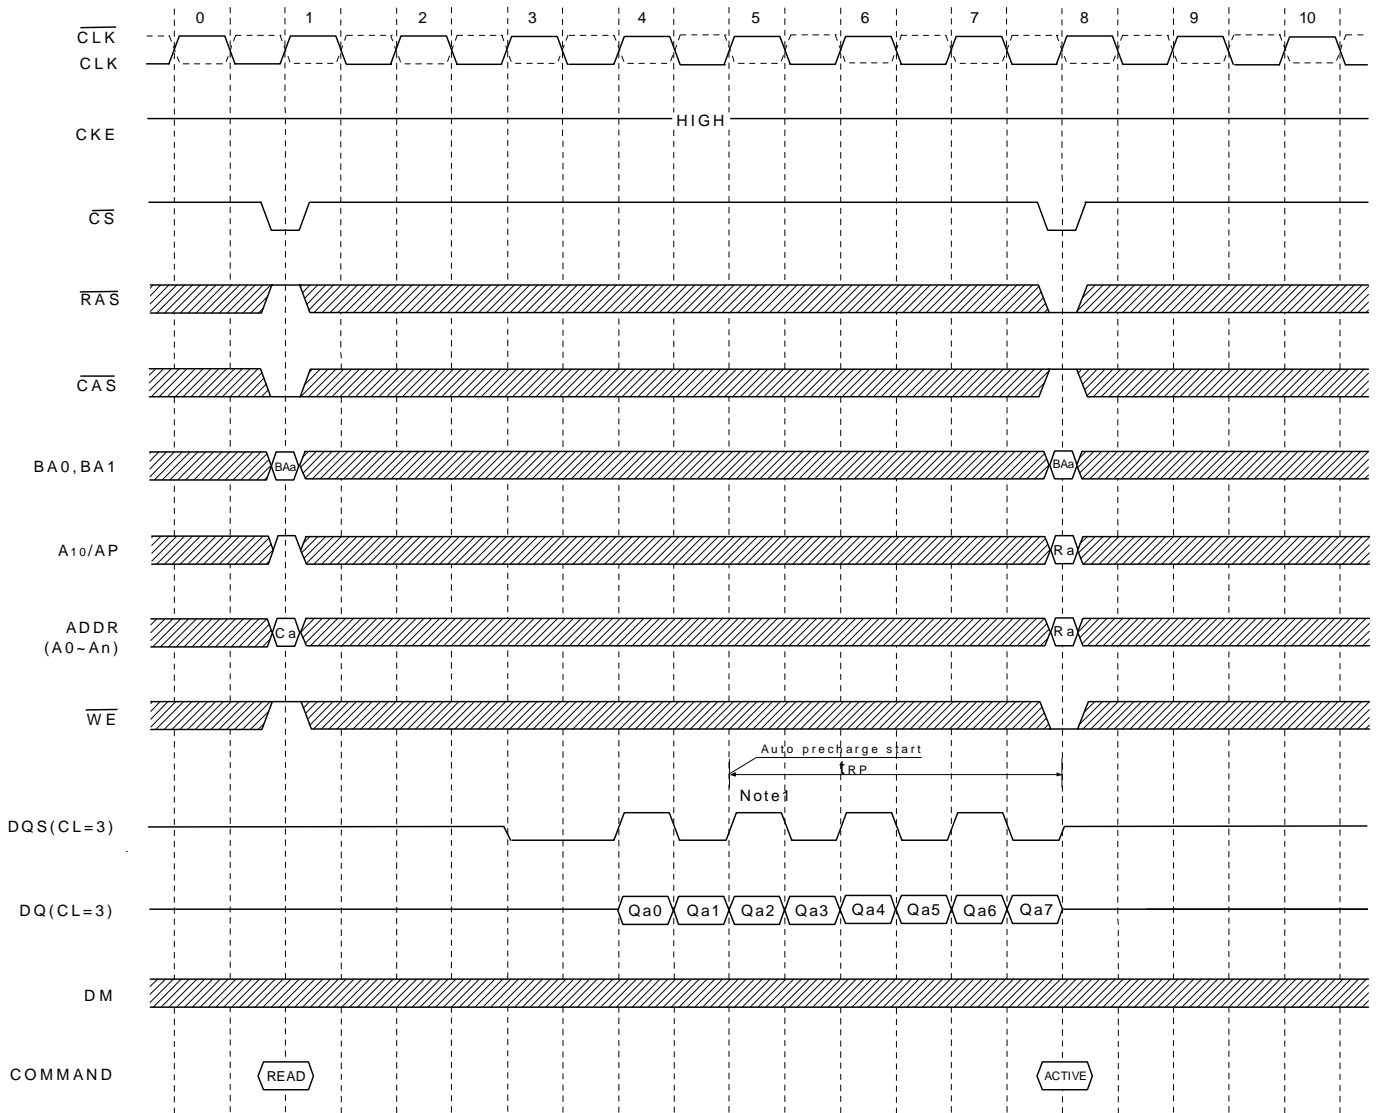 0 1 2 3 4 5 6 7 8 9 10
CLK
CLK
CKE
HIGH
CS
RAS
CAS
BA0,BA1
BAa
BAa
A10/AP
Ra
ADDR
(A0~An)
Ca
Ra
WE
Auto precharge start
tRP
Note1
DQS(CL=3)
DQ(CL=3)
Qa0 Qa1 Qa2 Qa3 Qa4 Qa5 Qa6 Qa7
DM
COMMAND
READ
ACTIVE